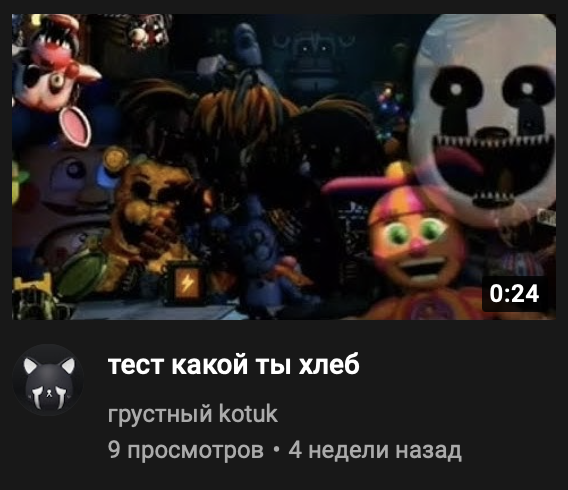 0:24
тест какой ты хлеб
грустный kotuk
9 просмотров • 4 недели назад